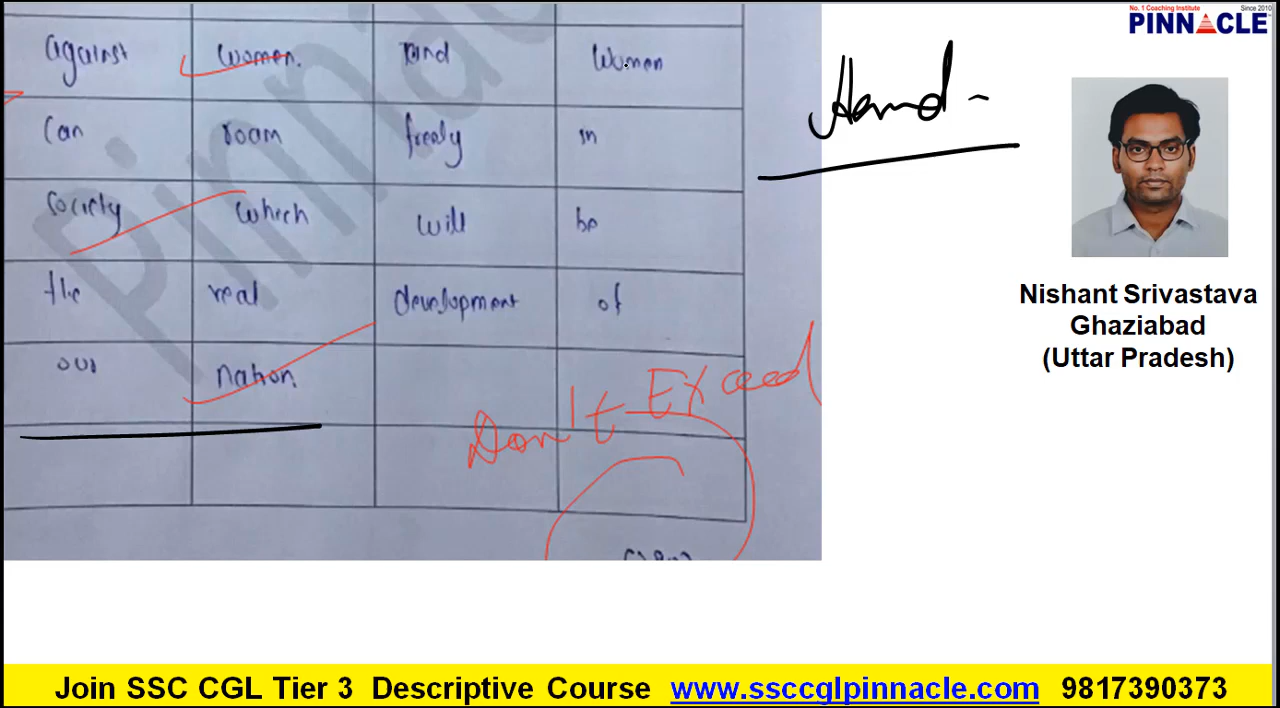 No. 1 Coaching Institute Since 2010
PINNACLE
against women. and women
can roam freely in
society which will be
the real development of
our nation.
Don't Exceed
Hand -
Pinnacle
Nishant Srivastava
Ghaziabad
(Uttar Pradesh)
Join SSC CGL Tier 3 Descriptive Course www.ssccglpinnacle.com 9817390373